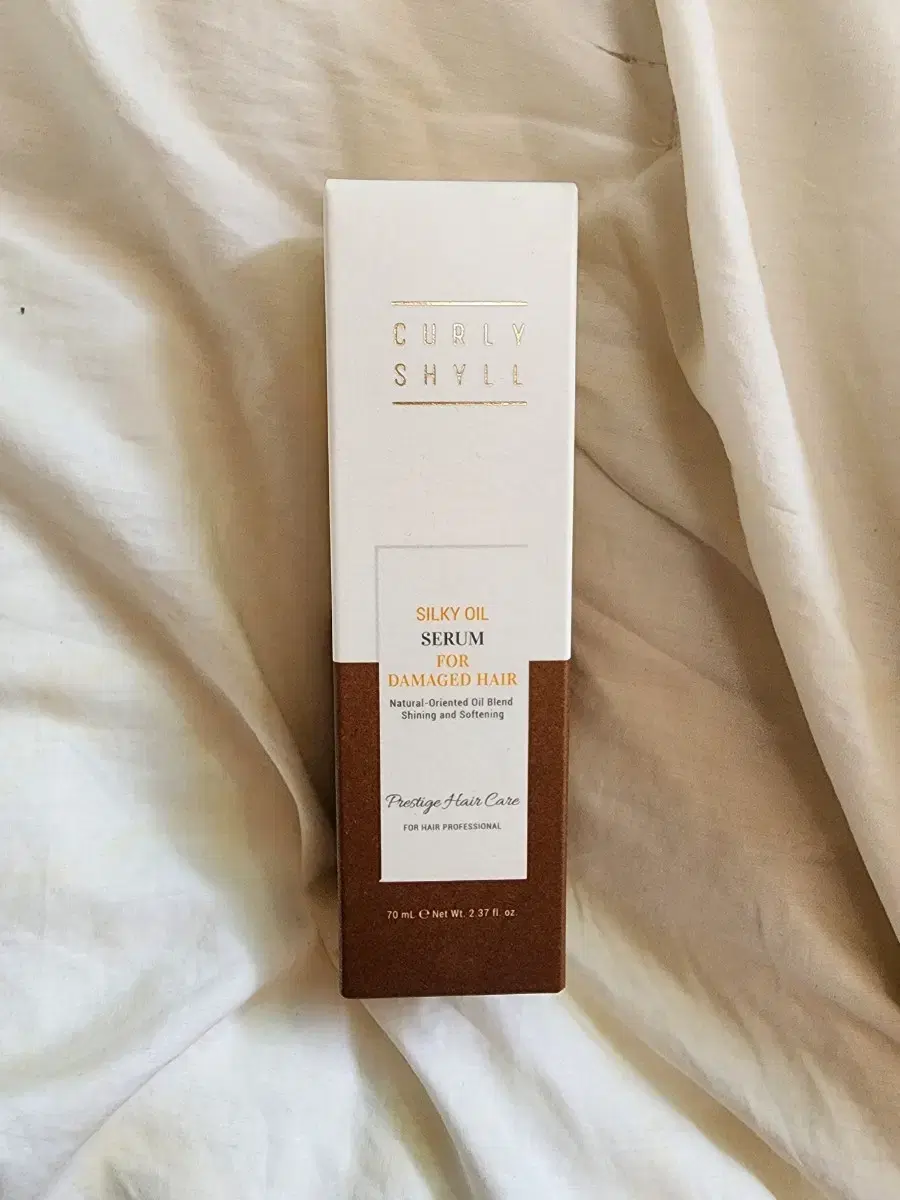 CURLY
SHYLL
SILKY OIL
SERUM
FOR
DAMAGED HAIR
Natural-Oriented Oil Blend
Shining and Softening
Prestige Hair Care
FOR HAIR PROFESSIONAL
70 mL ℮ Net Wt. 2.37 fl. oz.